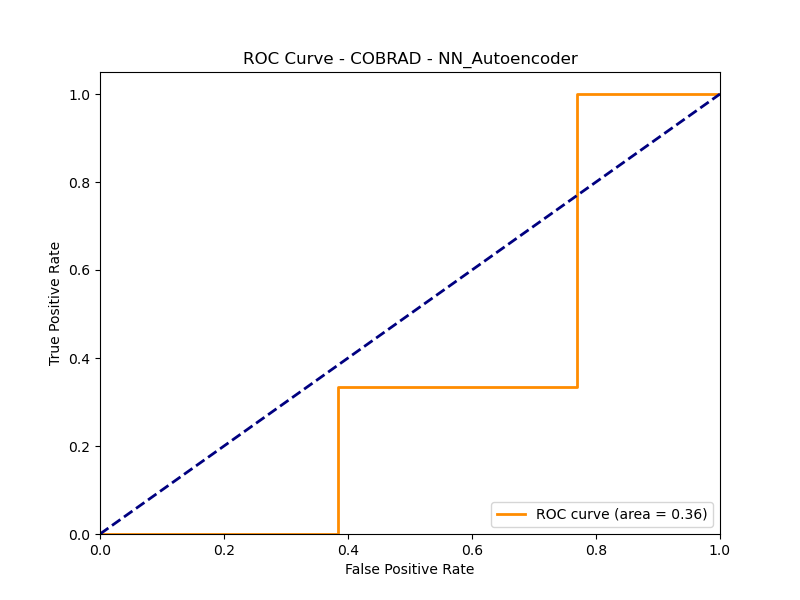 ROC Curve - COBRAD - NN_Autoencoder
True Positive Rate
1.0
0.8
0.6
0.4
0.2
0.0
0.0 0.2 0.4 0.6 0.8 1.0
False Positive Rate
ROC curve (area = 0.36)